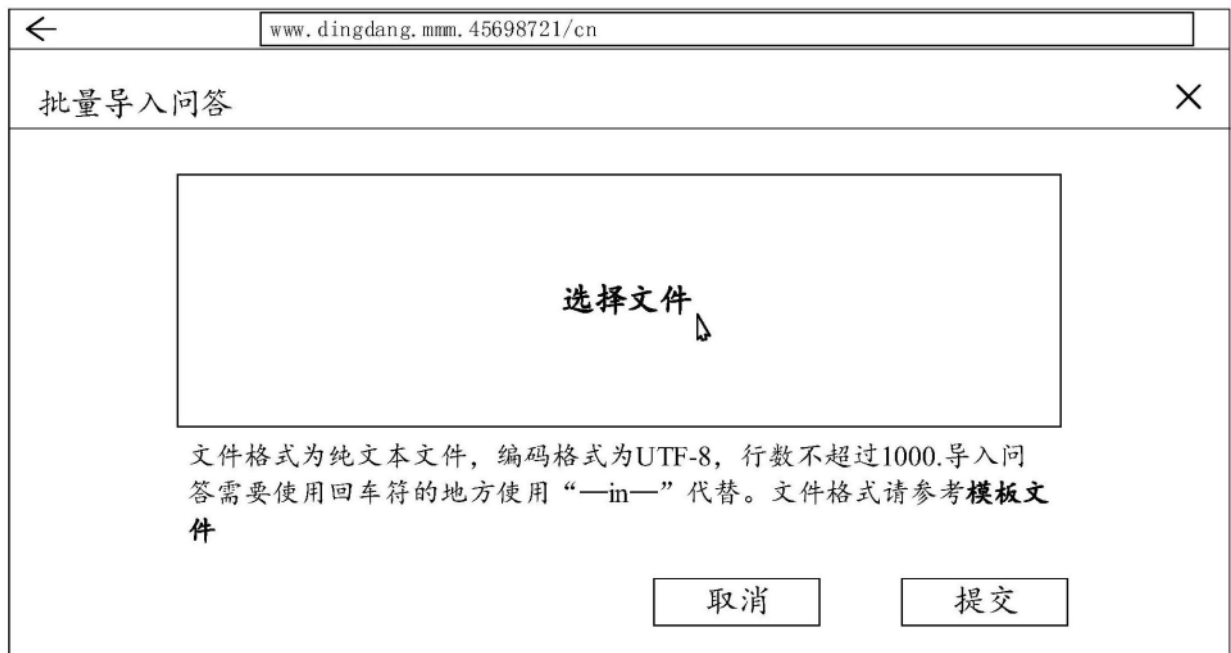 www.dingdang.mmm.45698721/cn
批量导入问答
选择文件
文件格式为纯文本文件，编码格式为UTF-8，行数不超过1000.导入问
答需要使用回车符的地方使用“—in—”代替。文件格式请参考模板文
件
取消 提交